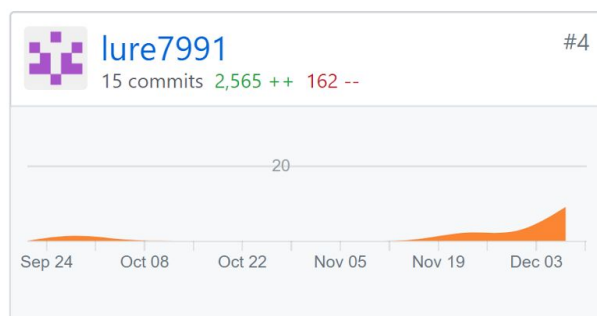 lure7991
#4
15 commits 2,565 ++ 162 --
20
Sep 24 Oct 08 Oct 22 Nov 05 Nov 19 Dec 03